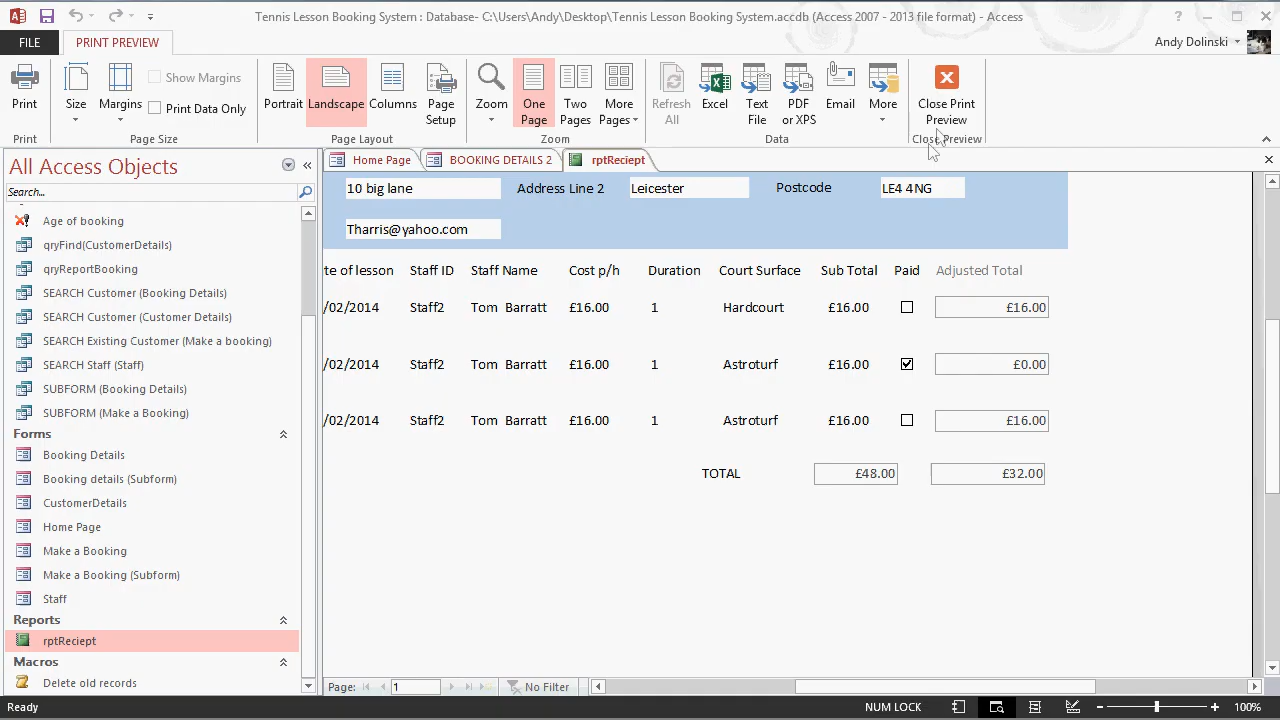 Tennis Lesson Booking System : Database- C:\Users\Andy\Desktop\Tennis Lesson Booking System.accdb (Access 2007 - 2013 file format) - Access
FILE PRINT PREVIEW Andy Dolinski
Print Size Margins Show Margins Print Data Only Portrait Landscape Columns Page Setup Zoom One Page Two Pages More Pages Refresh All Excel Text File PDF or XPS Email More Close Print Preview
Print Page Size Page Layout Zoom Data Close Preview
All Access Objects
Search...
Age of booking
qryFind(CustomerDetails)
qryReportBooking
SEARCH Customer (Booking Details)
SEARCH Customer (Customer Details)
SEARCH Existing Customer (Make a booking)
SEARCH Staff (Staff)
SUBFORM (Booking Details)
SUBFORM (Make a Booking)
Forms
Booking Details
Booking details (Subform)
CustomerDetails
Home Page
Make a Booking
Make a Booking (Subform)
Staff
Reports
rptReciept
Macros
Delete old records
Home Page BOOKING DETAILS 2 rptReciept
10 big lane Address Line 2 Leicester Postcode LE4 4NG
Tharris@yahoo.com
te of lesson Staff ID Staff Name Cost p/h Duration Court Surface Sub Total Paid Adjusted Total
/02/2014 Staff2 Tom Barratt £16.00 1 Hardcourt £16.00 £16.00
/02/2014 Staff2 Tom Barratt £16.00 1 Astroturf £16.00 £0.00
/02/2014 Staff2 Tom Barratt £16.00 1 Astroturf £16.00 £16.00
TOTAL £48.00 £32.00
Page: 1 No Filter
Ready NUM LOCK 100%